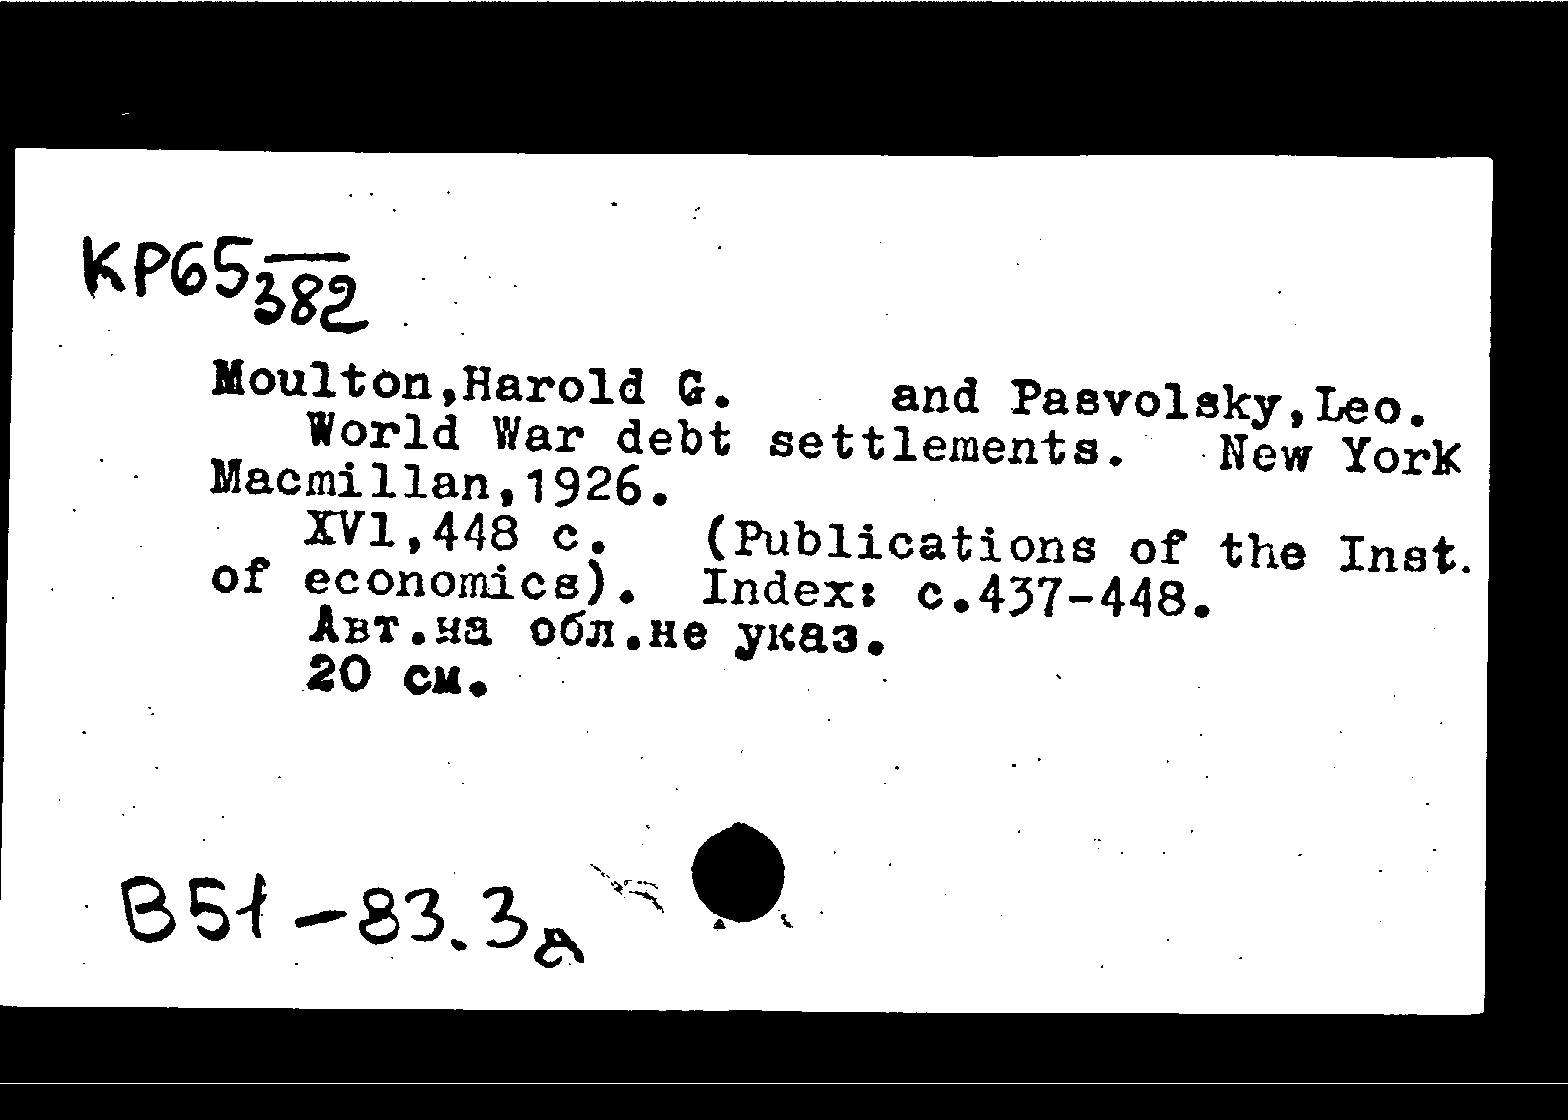 КР65 382
Moulton,Harold G. and Pasvolsky,Leo.
World War debt settlements. New York
Macmillan,1926.
XVl,448 c. (Publications of the Inst.
of economics). Index: c.437-448.
Авт.на обл.не указ.
20 см.
В51-83.3а